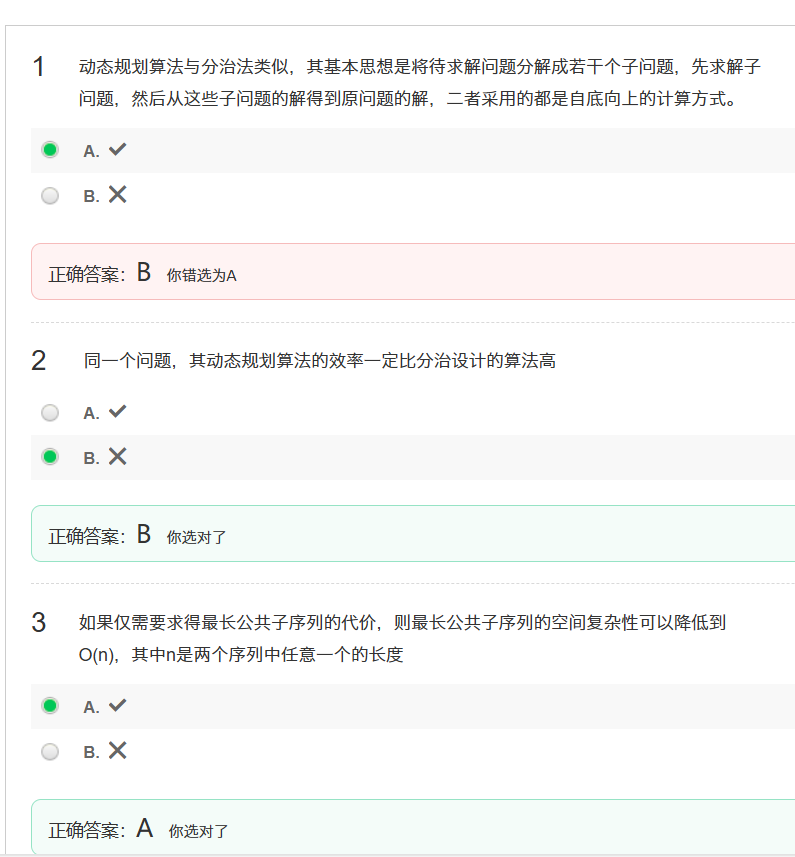 1 动态规划算法与分治法类似，其基本思想是将待求解问题分解成若干个子问题，先求解子
问题，然后从这些子问题的解得到原问题的解，二者采用的都是自底向上的计算方式。
A. ✔
B. ✕
正确答案：B 你错选为A
2 同一个问题，其动态规划算法的效率一定比分治设计的算法高
A. ✔
B. ✕
正确答案：B 你选对了
3 如果仅需要求得最长公共子序列的代价，则最长公共子序列的空间复杂性可以降低到
O(n)，其中n是两个序列中任意一个的长度
A. ✔
B. ✕
正确答案：A 你选对了